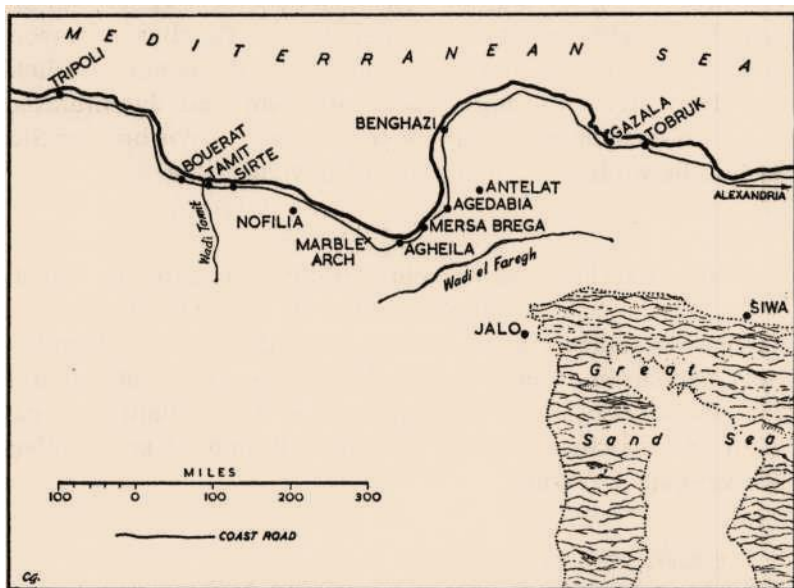 MEDITERRANEAN SEA
TRIPOLI
BOUERAT
TAMIT
SIRTE
BENGHAZI
GAZALA
TOBRUK
ALEXANDRIA
ANTELAT
AGEDABIA
NOFILIA
MERSA BREGA
MARBLE
ARCH
AGHEILA
Wadi Tamit
Wadi el Faregh
SIWA
JALO
Great
Sand Sea
MILES
100 0 100 200 300
COAST ROAD
CG.